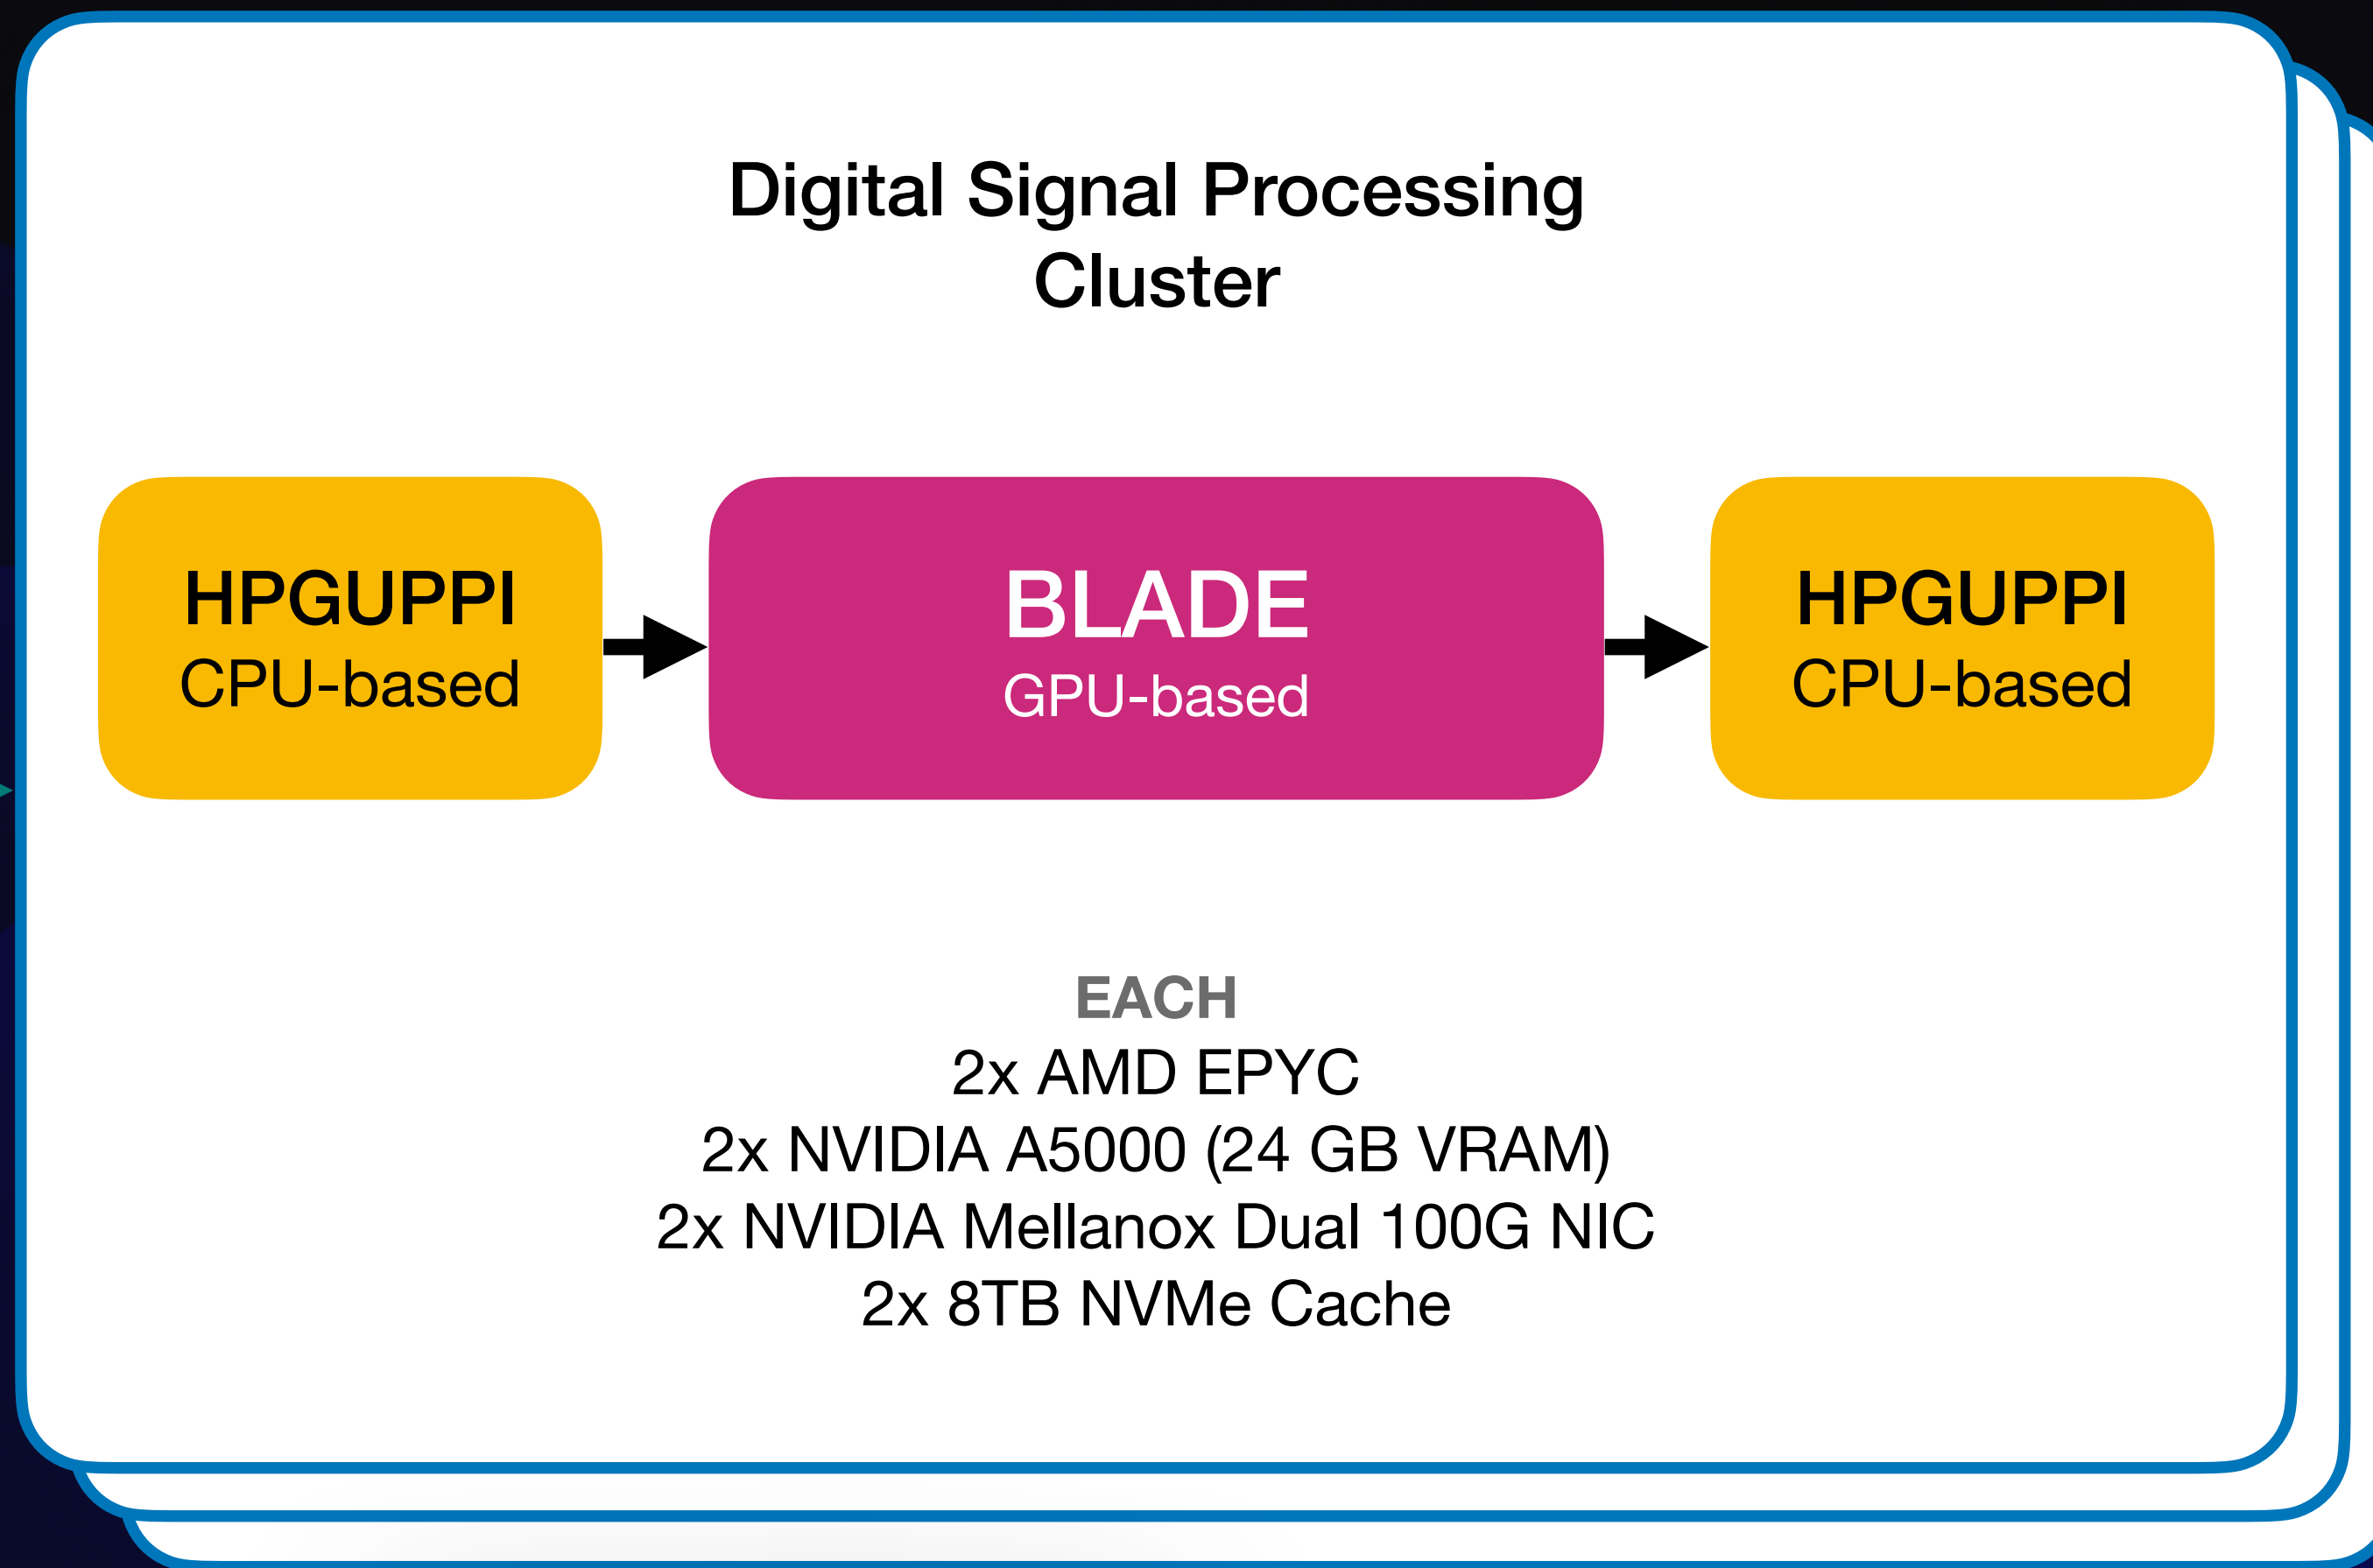 Digital Signal Processing
Cluster
HPGUPPI
CPU-based
BLADE
GPU-based
HPGUPPI
CPU-based
EACH
2x AMD EPYC
2x NVIDIA A5000 (24 GB VRAM)
2x NVIDIA Mellanox Dual 100G NIC
2x 8TB NVMe Cache